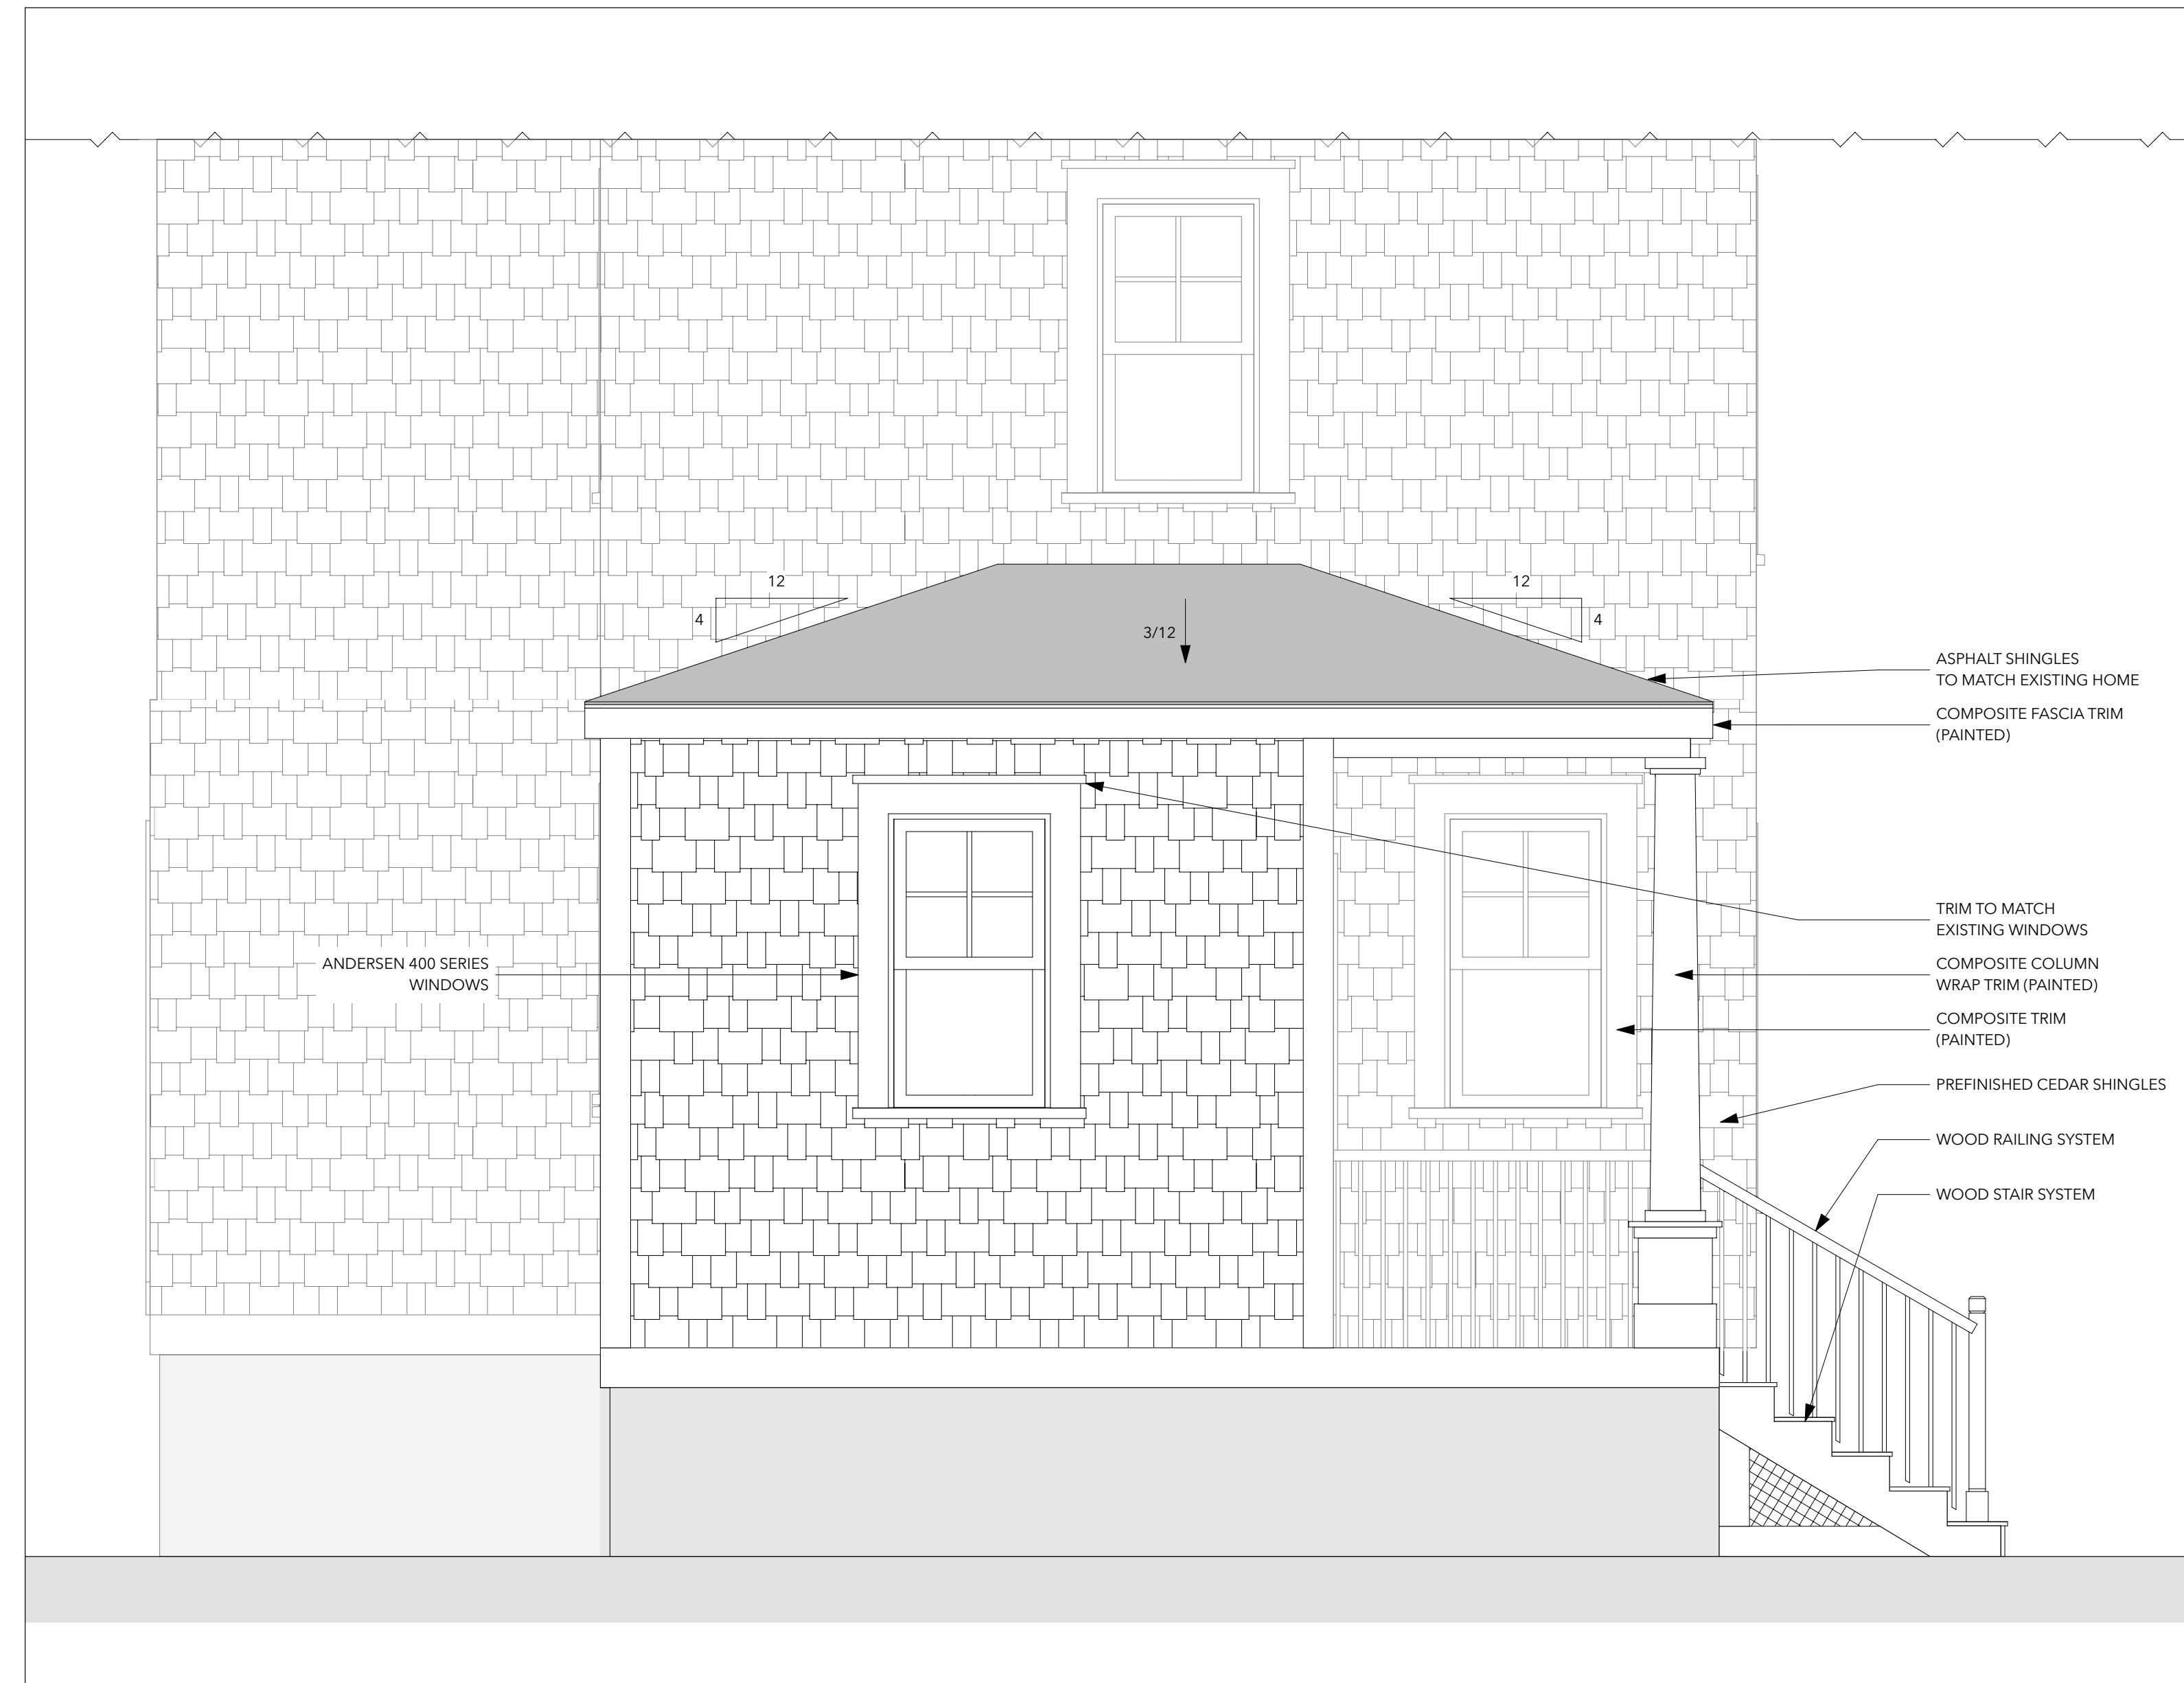 12
4
3/12
12
4
ASPHALT SHINGLES
TO MATCH EXISTING HOME
COMPOSITE FASCIA TRIM
(PAINTED)
TRIM TO MATCH
EXISTING WINDOWS
ANDERSEN 400 SERIES
WINDOWS
COMPOSITE COLUMN
WRAP TRIM (PAINTED)
COMPOSITE TRIM
(PAINTED)
PREFINISHED CEDAR SHINGLES
WOOD RAILING SYSTEM
WOOD STAIR SYSTEM